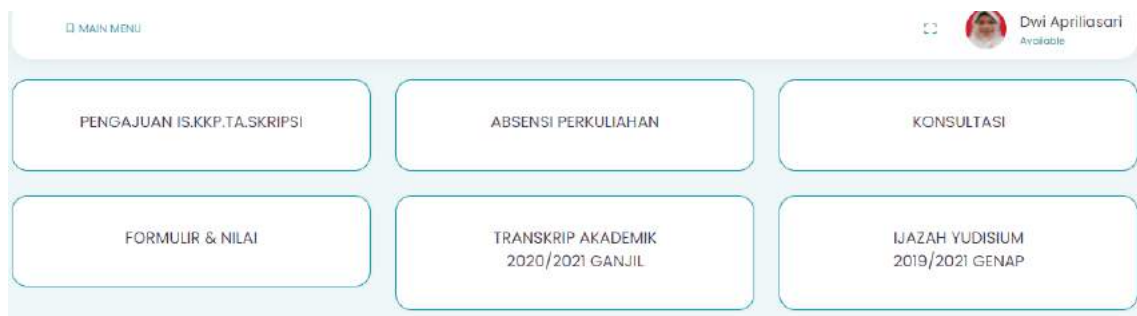 MAIN MENU
Dwi Apriliasari
Available
PENGAJUAN IS.KKP.TA.SKRIPSI
ABSENSI PERKULIAHAN
KONSULTASI
FORMULIR & NILAI
TRANSKRIP AKADEMIK
2020/2021 GANJIL
IJAZAH YUDISIUM
2019/2021 GENAP